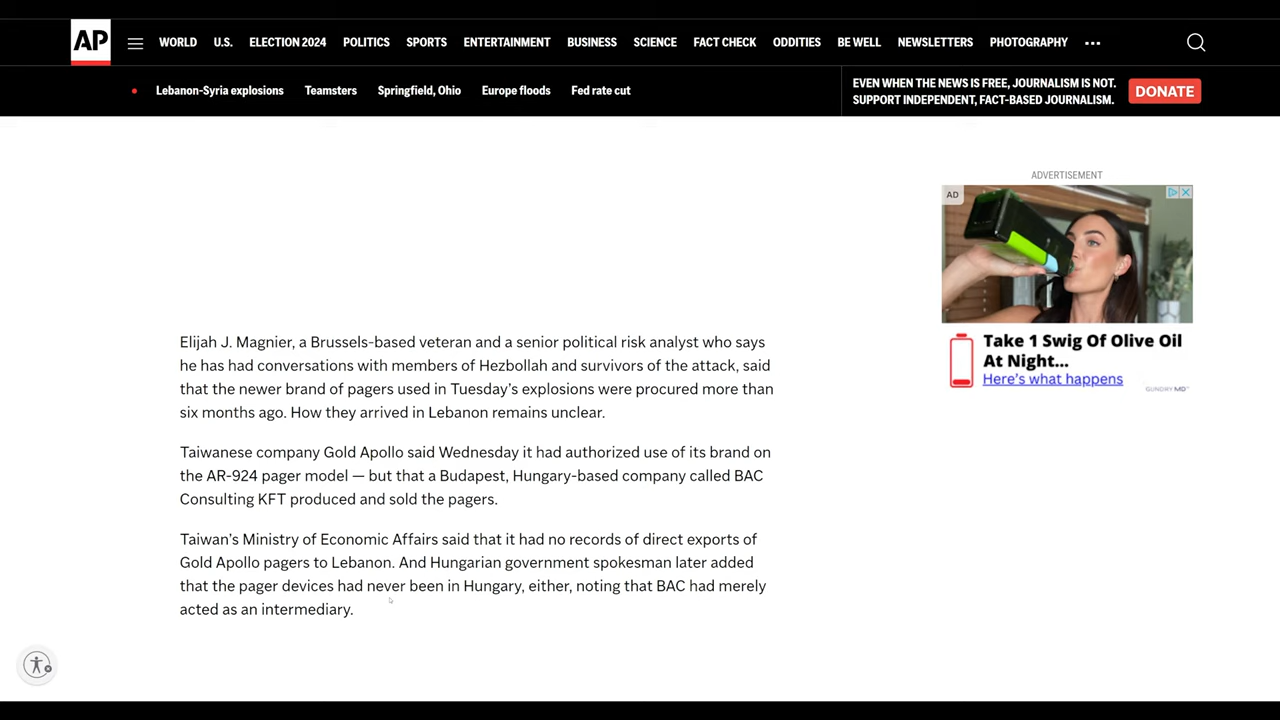 AP
WORLD U.S. ELECTION 2024 POLITICS SPORTS ENTERTAINMENT BUSINESS SCIENCE FACT CHECK ODDITIES BE WELL NEWSLETTERS PHOTOGRAPHY
Lebanon-Syria explosions Teamsters Springfield, Ohio Europe floods Fed rate cut
EVEN WHEN THE NEWS IS FREE, JOURNALISM IS NOT.
SUPPORT INDEPENDENT, FACT-BASED JOURNALISM.
DONATE
ADVERTISEMENT
AD
Take 1 Swig Of Olive Oil
At Night...
Here's what happens
GUNDRY MD
Elijah J. Magnier, a Brussels-based veteran and a senior political risk analyst who says
he has had conversations with members of Hezbollah and survivors of the attack, said
that the newer brand of pagers used in Tuesday’s explosions were procured more than
six months ago. How they arrived in Lebanon remains unclear.
Taiwanese company Gold Apollo said Wednesday it had authorized use of its brand on
the AR-924 pager model — but that a Budapest, Hungary-based company called BAC
Consulting KFT produced and sold the pagers.
Taiwan’s Ministry of Economic Affairs said that it had no records of direct exports of
Gold Apollo pagers to Lebanon. And Hungarian government spokesman later added
that the pager devices had never been in Hungary, either, noting that BAC had merely
acted as an intermediary.